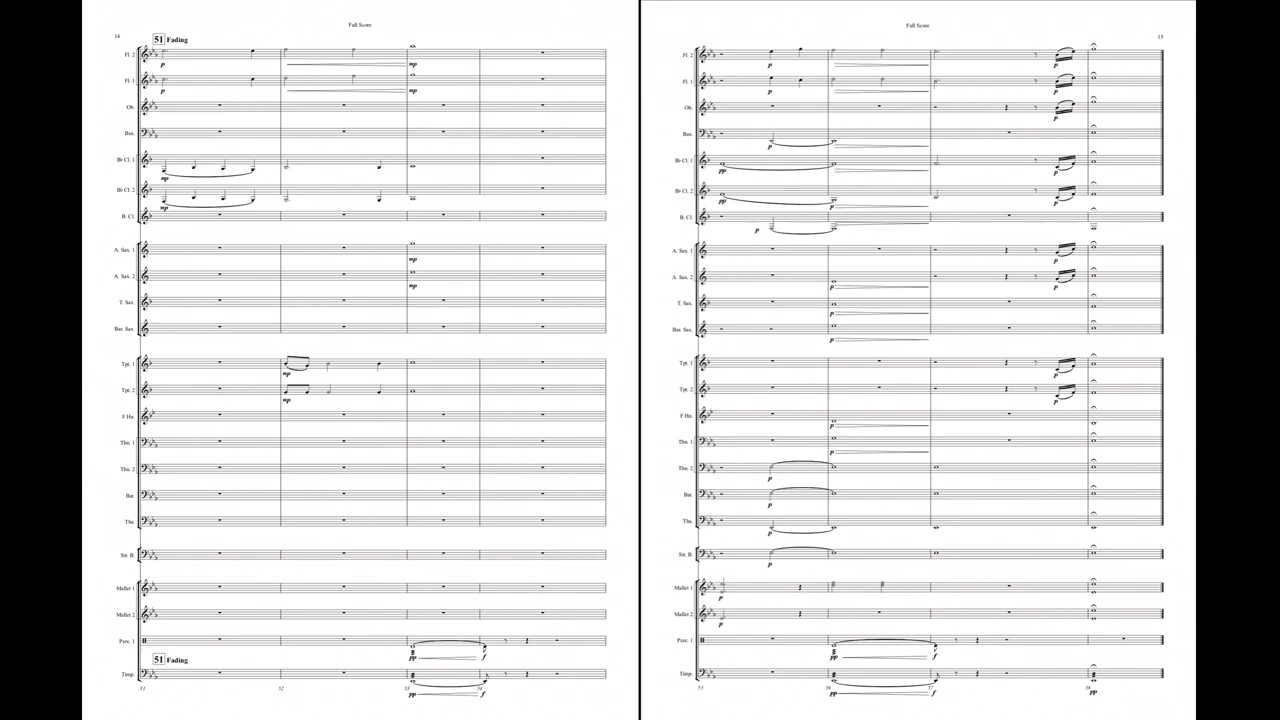 Full Score
14
51 Fading
Fl. 2
p
mp
Fl. 1
p
mp
Ob.
Bsn.
Bb Cl. 1
mp
Bb Cl. 2
mp
B. Cl.
A. Sax. 1
mp
A. Sax. 2
mp
T. Sax.
Bar. Sax.
Tpt. 1
mp
Tpt. 2
mp
F Hn.
Tbn. 1
Tbn. 2
Bar.
Tba.
Str. B.
Mallet 1
Mallet 2
Perc. 1
pp f
51 Fading
Timp.
pp f
51 52 53 54
Full Score
15
Fl. 2
p p
Fl. 1
p p
Ob.
p
Bsn.
p
Bb Cl. 1
pp p
Bb Cl. 2
pp p p
B. Cl.
p
A. Sax. 1
p
A. Sax. 2
p p
T. Sax.
p
Bar. Sax.
p
Tpt. 1
p
Tpt. 2
p
F Hn.
p
Tbn. 1
p
Tbn. 2
p
Bar.
p
Tba.
p
Str. B.
p
Mallet 1
p
Mallet 2
p
Perc. 1
pp f
Timp.
pp f pp
55 56 57 58